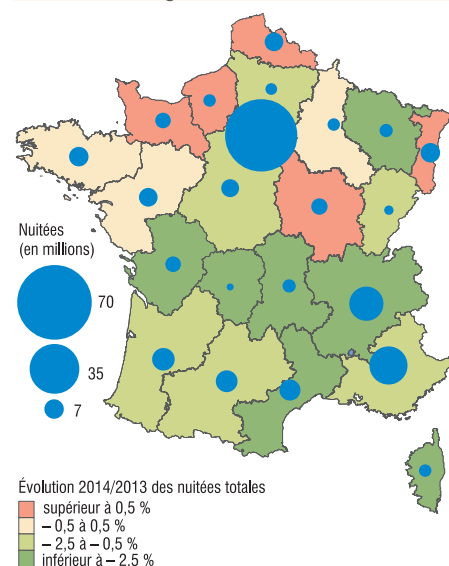 Nuitées
(en millions)
70
35
7
Évolution 2014/2013 des nuitées totales
supérieur à 0,5 %
– 0,5 à 0,5 %
– 2,5 à – 0,5 %
inférieur à – 2,5 %